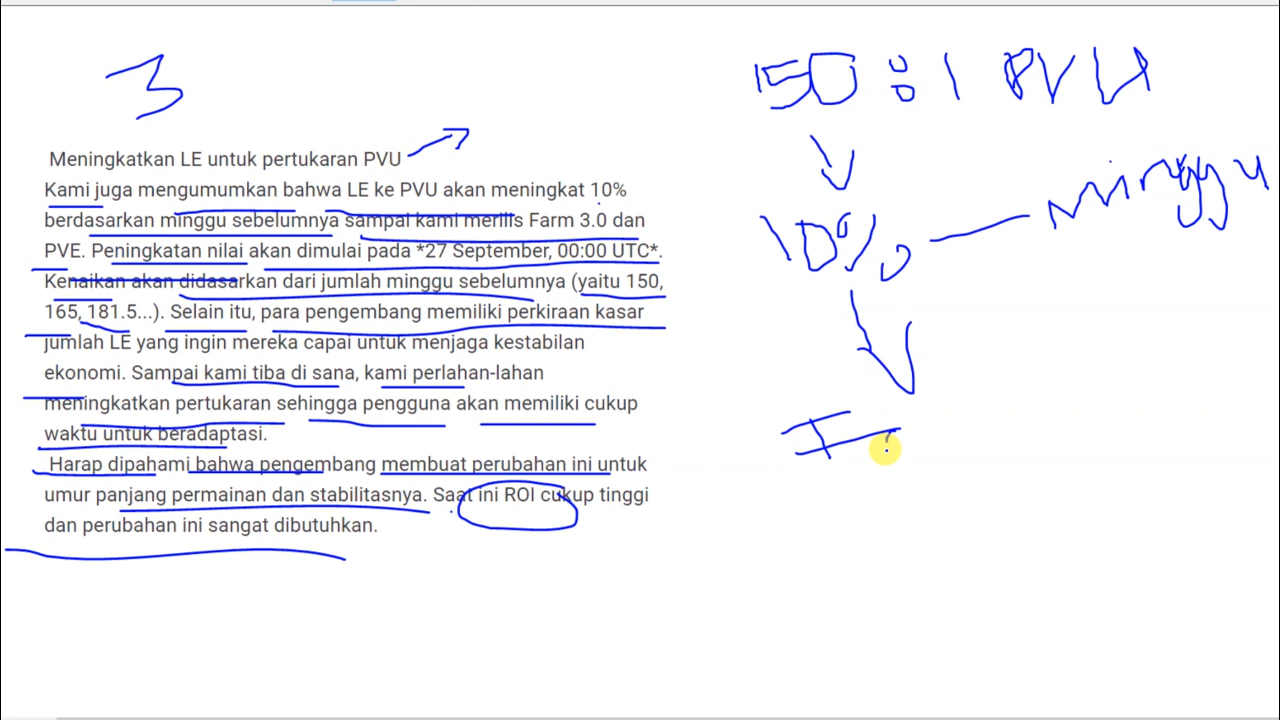 3
150 : 1 PVU
Meningkatkan LE untuk pertukaran PVU
Kami juga mengumumkan bahwa LE ke PVU akan meningkat 10%
berdasarkan minggu sebelumnya sampai kami merilis Farm 3.0 dan
PVE. Peningkatan nilai akan dimulai pada *27 September, 00:00 UTC*.
Kenaikan akan didasarkan dari jumlah minggu sebelumnya (yaitu 150,
165, 181.5...). Selain itu, para pengembang memiliki perkiraan kasar
jumlah LE yang ingin mereka capai untuk menjaga kestabilan
ekonomi. Sampai kami tiba di sana, kami perlahan-lahan
meningkatkan pertukaran sehingga pengguna akan memiliki cukup
waktu untuk beradaptasi.
Harap dipahami bahwa pengembang membuat perubahan ini untuk
umur panjang permainan dan stabilitasnya. Saat ini ROI cukup tinggi
dan perubahan ini sangat dibutuhkan.
10% — Minggu